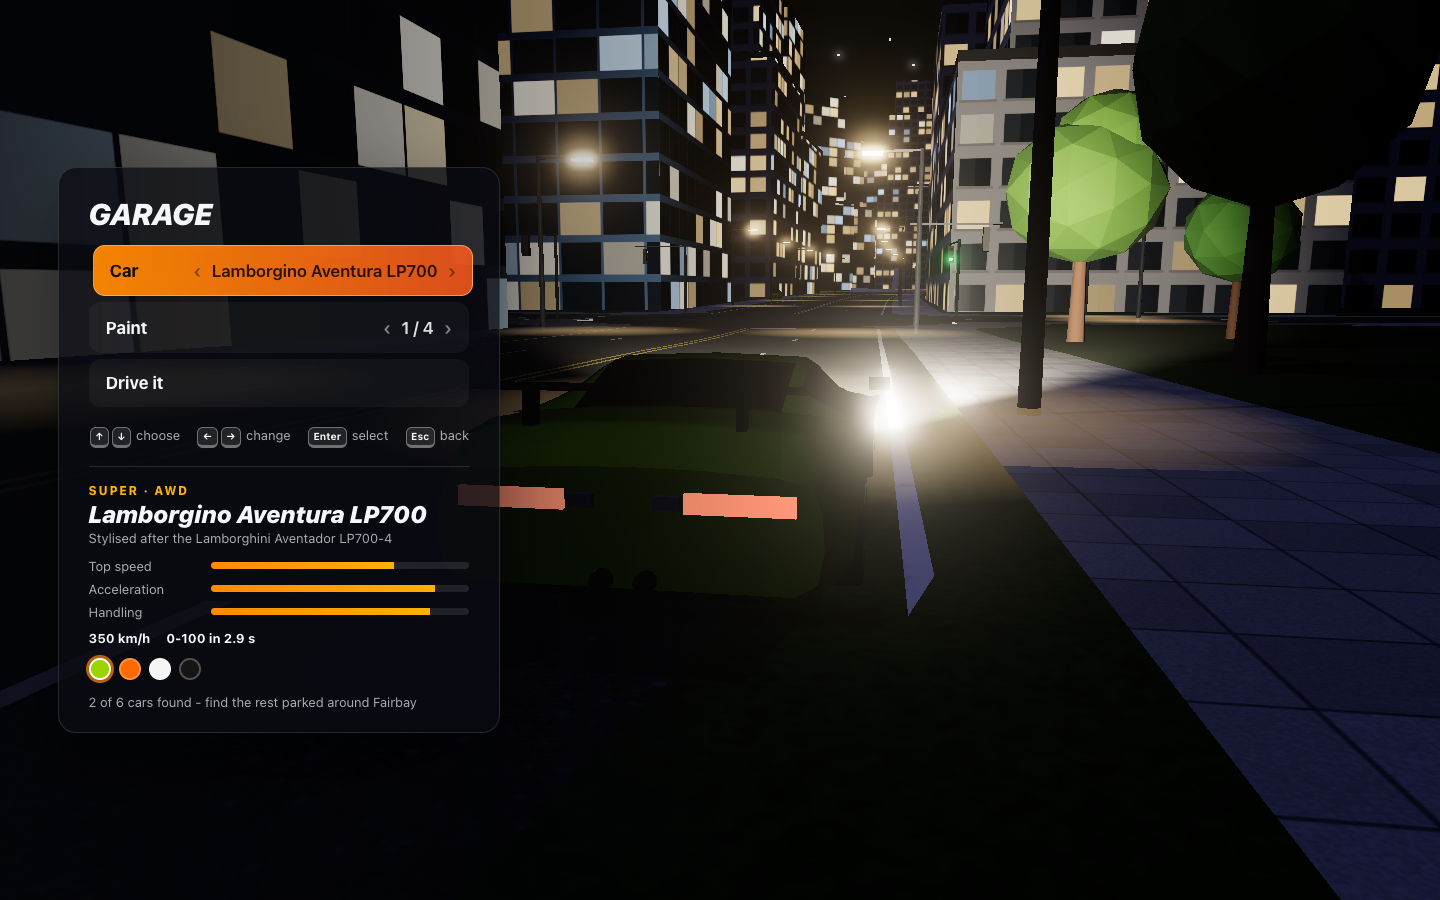 GARAGE
Car ‹ Lamborgino Aventura LP700 ›
Paint ‹ 1 / 4 ›
Drive it
↑ ↓ choose ← → change Enter select Esc back
SUPER · AWD
Lamborgino Aventura LP700
Stylised after the Lamborghini Aventador LP700-4
Top speed
Acceleration
Handling
350 km/h 0-100 in 2.9 s
2 of 6 cars found - find the rest parked around Fairbay